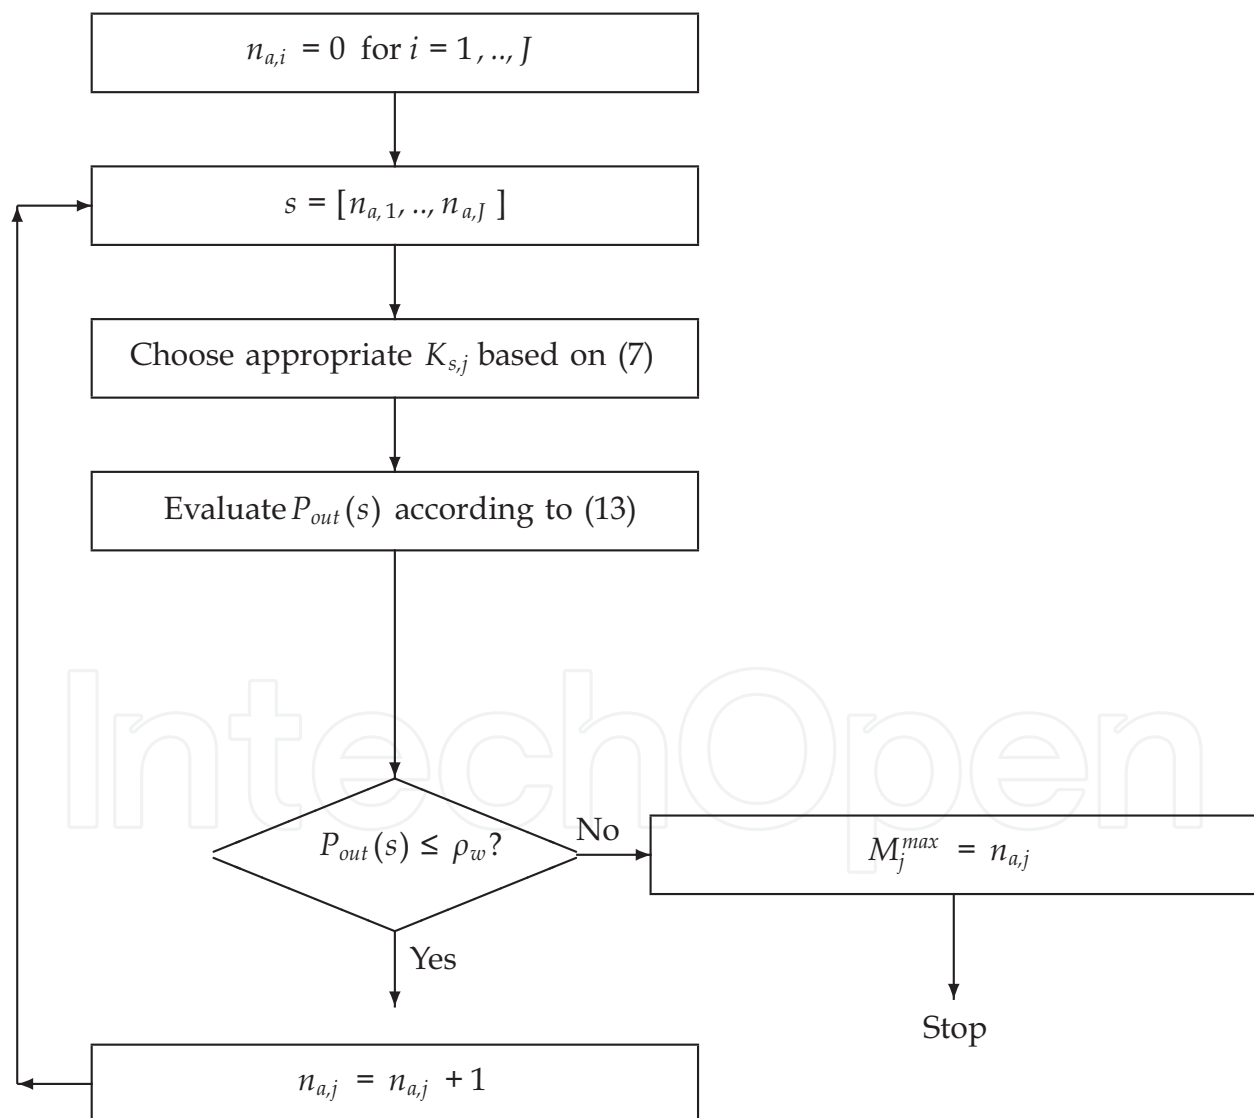 n_{a,i} = 0 for i = 1, .., J
s = [n_{a,1}, .., n_{a,J}]
Choose appropriate K_{s,j} based on (7)
Evaluate P_{out}(s) according to (13)
IntechOpen
P_{out}(s) ≤ ρ_w?
No
M_j^{max} = n_{a,j}
Yes
Stop
n_{a,j} = n_{a,j} + 1